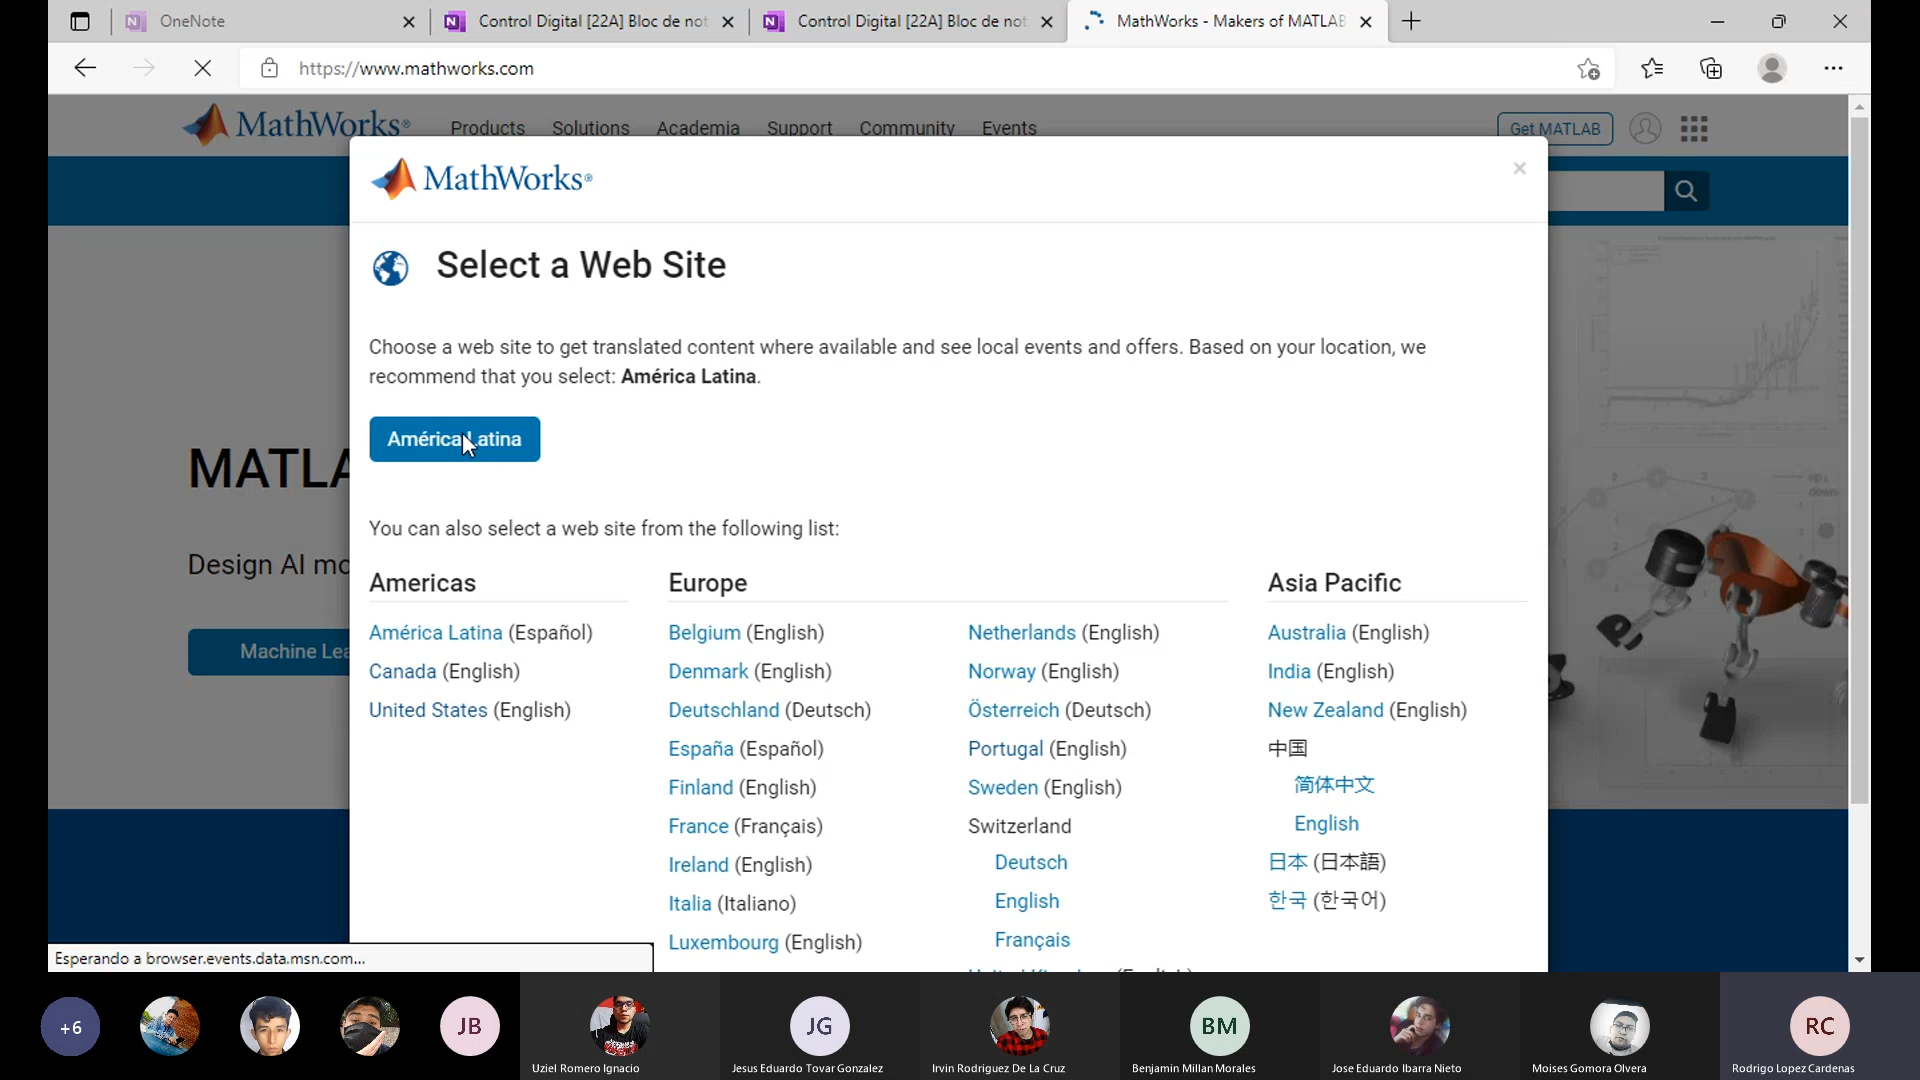 OneNote
Control Digital [22A] Bloc de not
Control Digital [22A] Bloc de not
MathWorks - Makers of MATLAB
https://www.mathworks.com
MathWorks®
Products Solutions Academia Support Community Events
Get MATLAB
MathWorks®
Select a Web Site
Choose a web site to get translated content where available and see local events and offers. Based on your location, we
recommend that you select: América Latina.
América Latina
MATLA
You can also select a web site from the following list:
Design AI mo
Machine Lea
Americas
América Latina (Español)
Canada (English)
United States (English)
Europe
Belgium (English)
Denmark (English)
Deutschland (Deutsch)
España (Español)
Finland (English)
France (Français)
Ireland (English)
Italia (Italiano)
Luxembourg (English)
Netherlands (English)
Norway (English)
Österreich (Deutsch)
Portugal (English)
Sweden (English)
Switzerland
Deutsch
English
Français
Asia Pacific
Australia (English)
India (English)
New Zealand (English)
中国
简体中文
English
日本 (日本語)
한국 (한국어)
Esperando a browser.events.data.msn.com...
+6
JB
Uziel Romero Ignacio
JG
Jesus Eduardo Tovar Gonzalez
Irvin Rodriguez De La Cruz
BM
Benjamin Millan Morales
Jose Eduardo Ibarra Nieto
Moises Gomora Olvera
RC
Rodrigo Lopez Cardenas